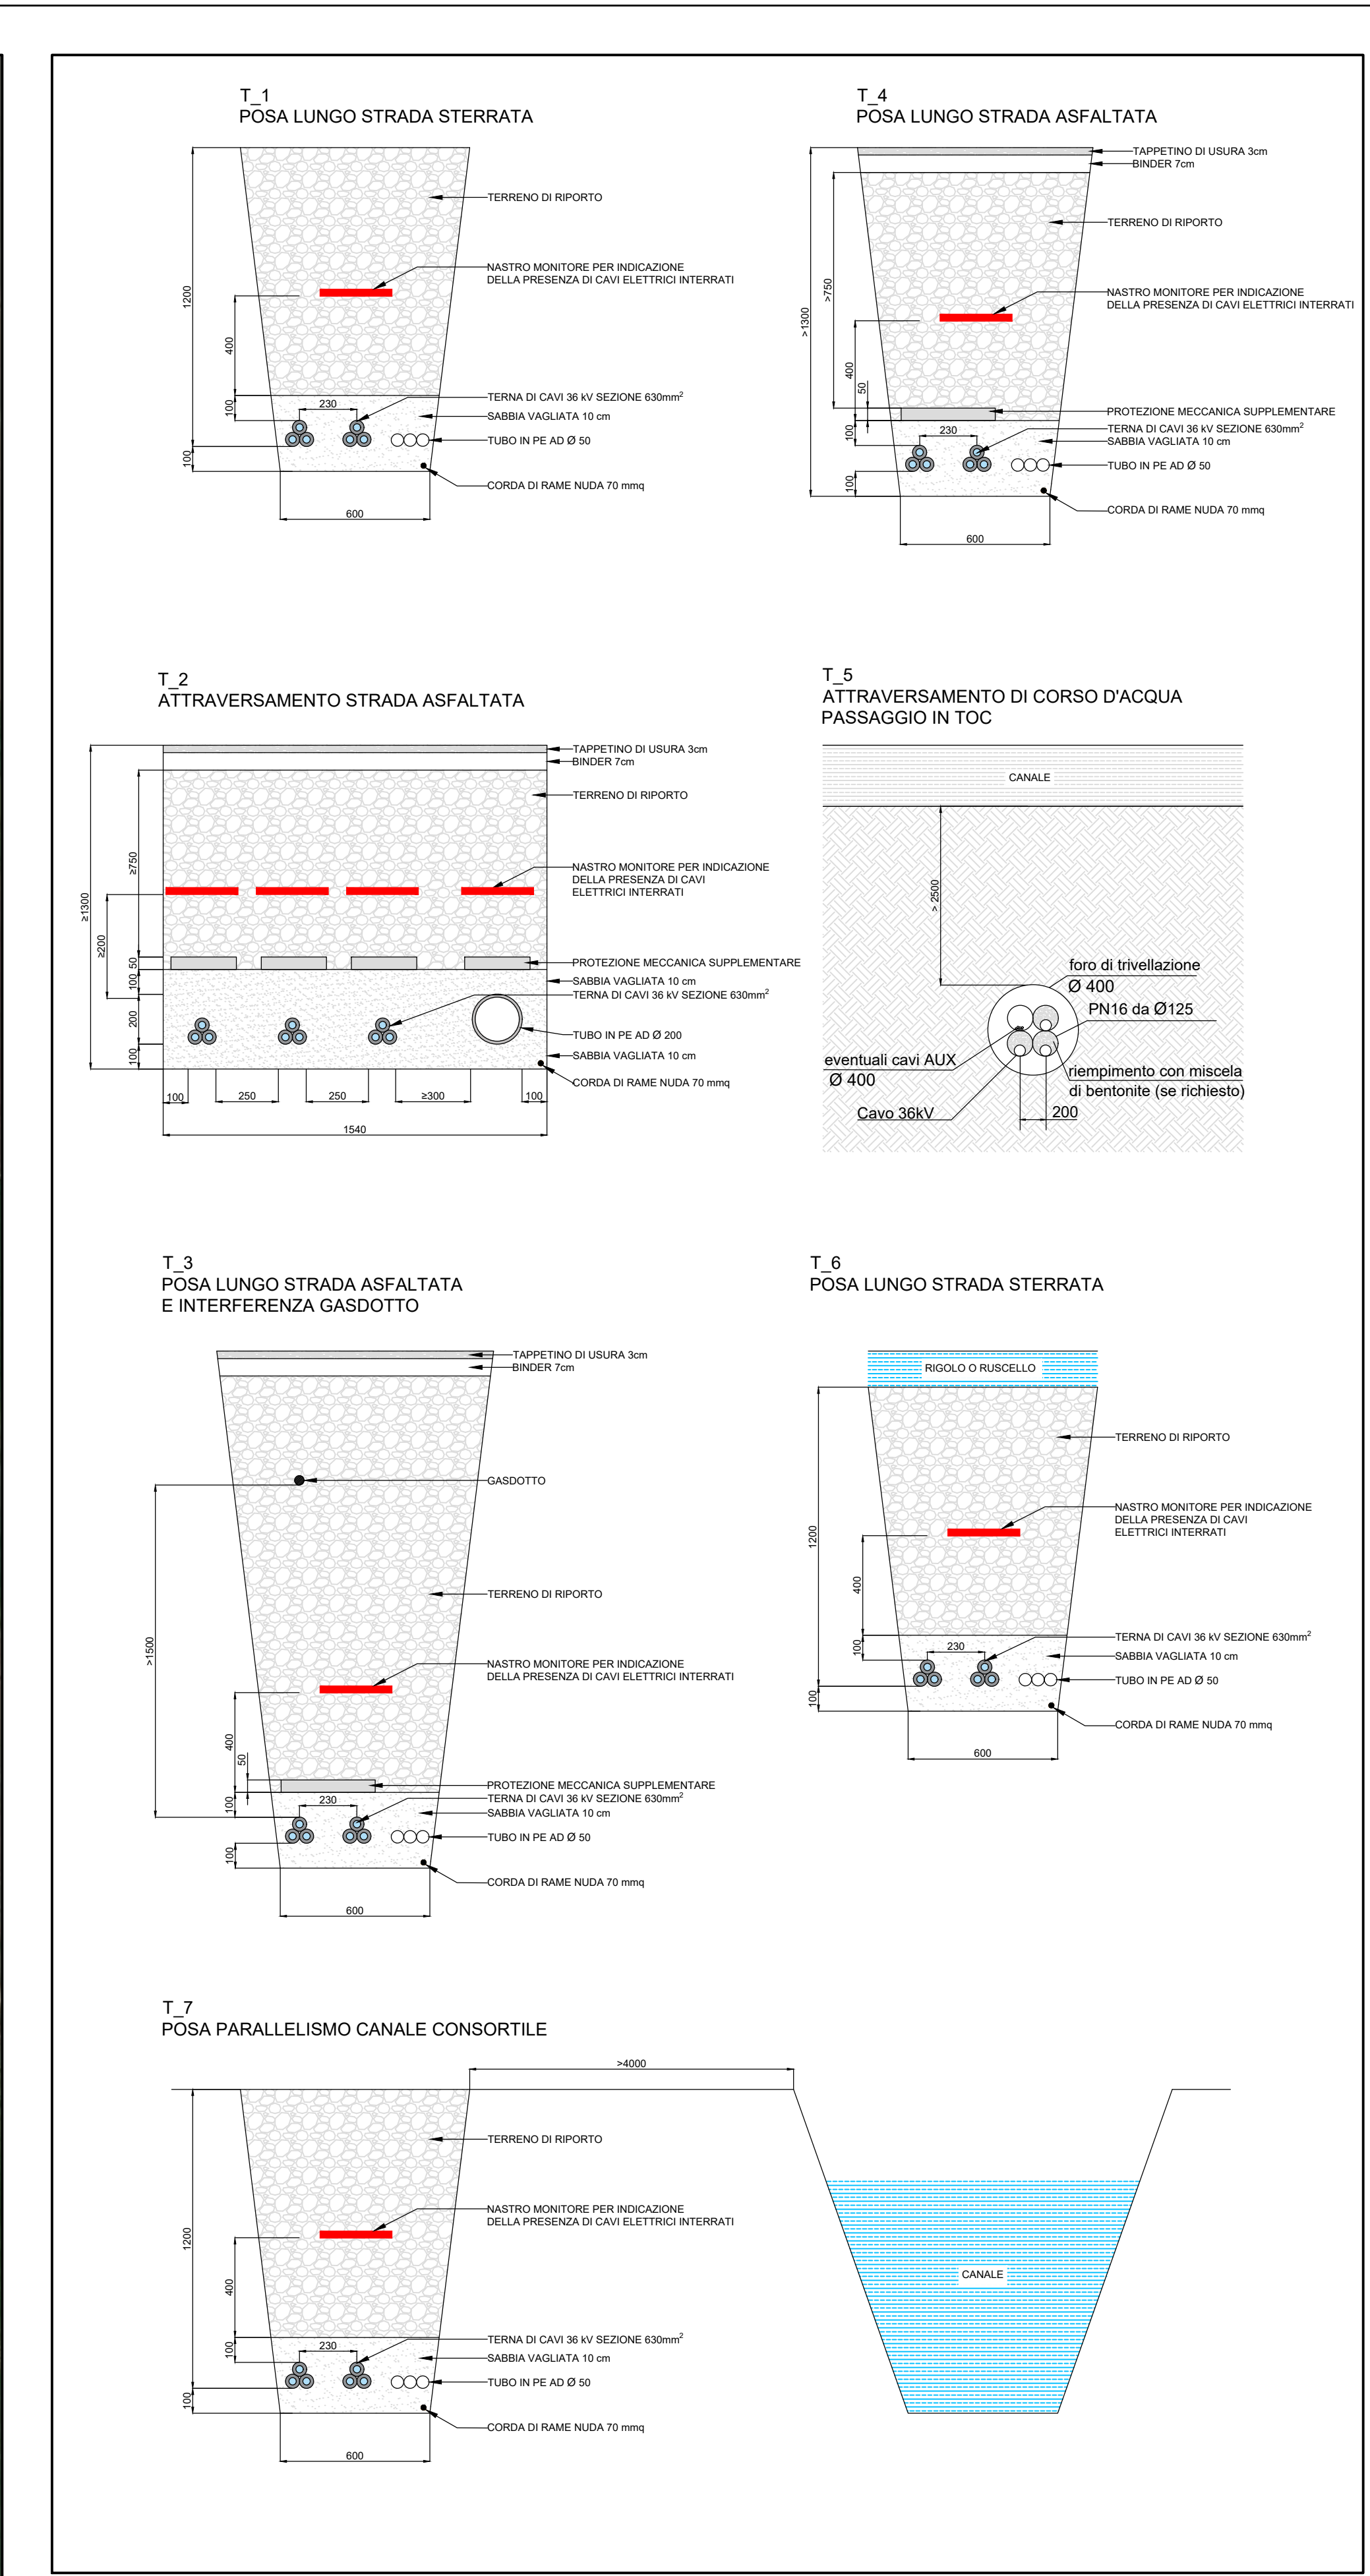 T_1
POSA LUNGO STRADA STERRATA
TERRENO DI RIPORTO
NASTRO MONITORE PER INDICAZIONE
DELLA PRESENZA DI CAVI ELETTRICI INTERRATI
1200
400
100
230
TERNA DI CAVI 36 kV SEZIONE 630mm²
SABBIA VAGLIATA 10 cm
TUBO IN PE AD Ø 50
100
CORDA DI RAME NUDA 70 mmq
600
T_4
POSA LUNGO STRADA ASFALTATA
TAPPETINO DI USURA 3cm
BINDER 7cm
TERRENO DI RIPORTO
>750
NASTRO MONITORE PER INDICAZIONE
DELLA PRESENZA DI CAVI ELETTRICI INTERRATI
>1300
400
50
PROTEZIONE MECCANICA SUPPLEMENTARE
100
230
TERNA DI CAVI 36 kV SEZIONE 630mm²
SABBIA VAGLIATA 10 cm
TUBO IN PE AD Ø 50
100
CORDA DI RAME NUDA 70 mmq
600
T_2
ATTRAVERSAMENTO STRADA ASFALTATA
TAPPETINO DI USURA 3cm
BINDER 7cm
TERRENO DI RIPORTO
≥750
NASTRO MONITORE PER INDICAZIONE
DELLA PRESENZA DI CAVI
ELETTRICI INTERRATI
≥1300
≥200
50
PROTEZIONE MECCANICA SUPPLEMENTARE
100
SABBIA VAGLIATA 10 cm
TERNA DI CAVI 36 kV SEZIONE 630mm²
200
TUBO IN PE AD Ø 200
100
SABBIA VAGLIATA 10 cm
CORDA DI RAME NUDA 70 mmq
100
250
250
≥300
100
1540
T_5
ATTRAVERSAMENTO DI CORSO D'ACQUA
PASSAGGIO IN TOC
CANALE
> 2500
foro di trivellazione
Ø 400
PN16 da Ø125
eventuali cavi AUX
Ø 400
riempimento con miscela
di bentonite (se richiesto)
Cavo 36kV
200
T_3
POSA LUNGO STRADA ASFALTATA
E INTERFERENZA GASDOTTO
TAPPETINO DI USURA 3cm
BINDER 7cm
GASDOTTO
TERRENO DI RIPORTO
>1500
NASTRO MONITORE PER INDICAZIONE
DELLA PRESENZA DI CAVI ELETTRICI INTERRATI
400
50
PROTEZIONE MECCANICA SUPPLEMENTARE
100
230
TERNA DI CAVI 36 kV SEZIONE 630mm²
SABBIA VAGLIATA 10 cm
TUBO IN PE AD Ø 50
100
CORDA DI RAME NUDA 70 mmq
600
T_6
POSA LUNGO STRADA STERRATA
RIGOLO O RUSCELLO
TERRENO DI RIPORTO
NASTRO MONITORE PER INDICAZIONE
DELLA PRESENZA DI CAVI
ELETTRICI INTERRATI
1200
400
100
230
TERNA DI CAVI 36 kV SEZIONE 630mm²
SABBIA VAGLIATA 10 cm
TUBO IN PE AD Ø 50
100
CORDA DI RAME NUDA 70 mmq
600
T_7
POSA PARALLELISMO CANALE CONSORTILE
>4000
TERRENO DI RIPORTO
NASTRO MONITORE PER INDICAZIONE
DELLA PRESENZA DI CAVI ELETTRICI INTERRATI
1200
400
CANALE
100
230
TERNA DI CAVI 36 kV SEZIONE 630mm²
SABBIA VAGLIATA 10 cm
TUBO IN PE AD Ø 50
100
CORDA DI RAME NUDA 70 mmq
600